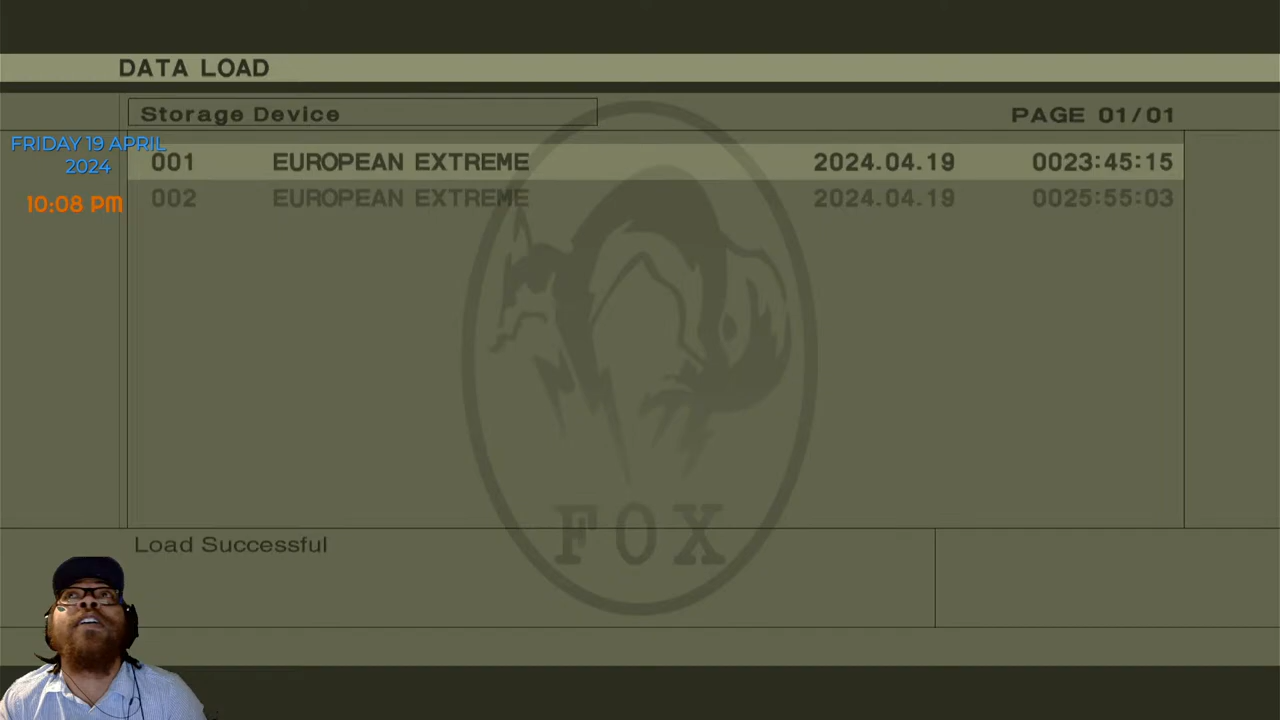 DATA LOAD
Storage Device PAGE 01/01
FRIDAY 19 APRIL
2024
001 EUROPEAN EXTREME 2024.04.19 0023:45:15
10:08 PM
002 EUROPEAN EXTREME 2024.04.19 0025:55:03
FOX
Load Successful